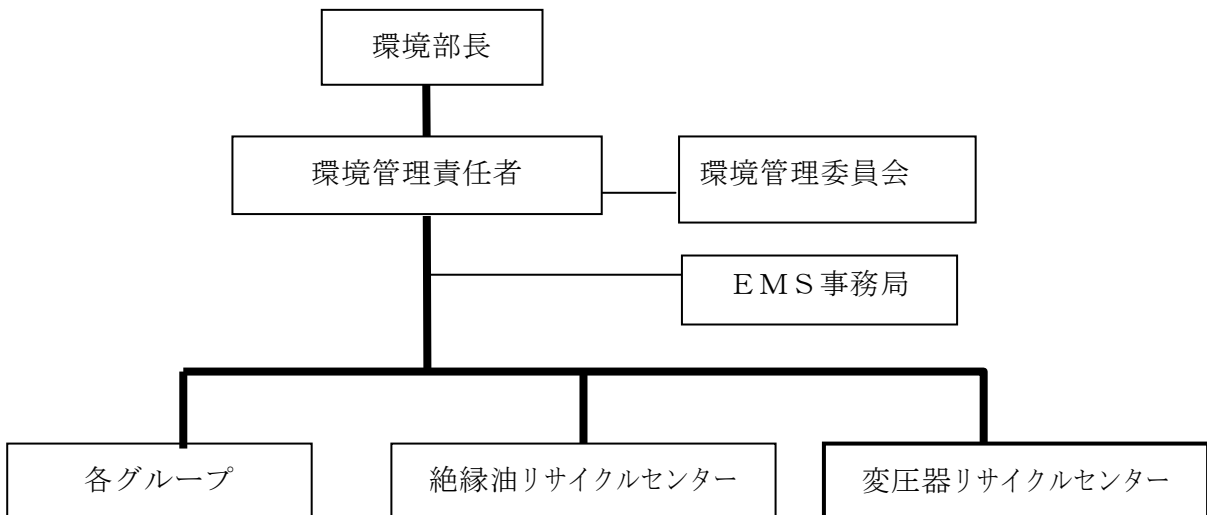 環境部長
環境管理責任者
環境管理委員会
ＥＭＳ事務局
各グループ
絶縁油リサイクルセンター
変圧器リサイクルセンター